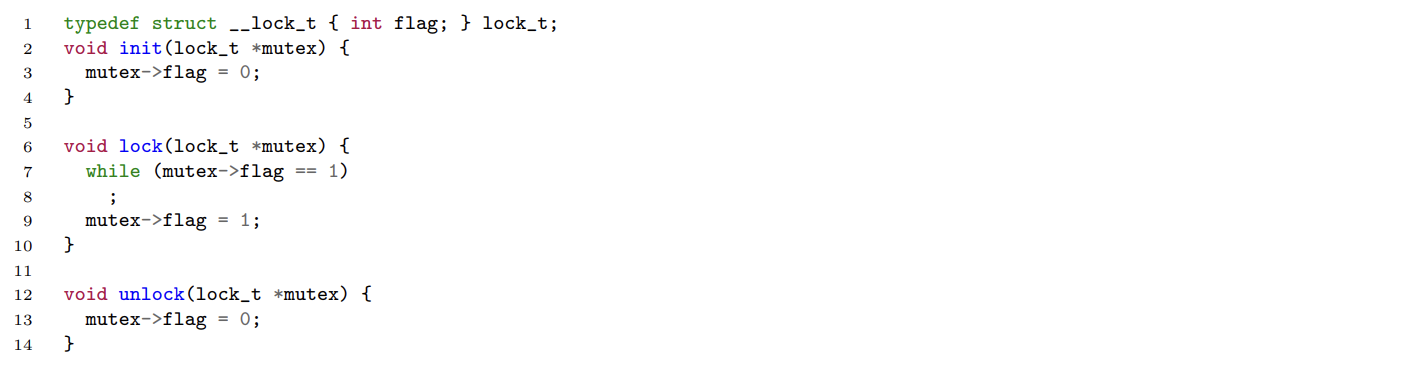 1 typedef struct __lock_t { int flag; } lock_t;
2 void init(lock_t *mutex) {
3   mutex->flag = 0;
4 }
5
6 void lock(lock_t *mutex) {
7   while (mutex->flag == 1)
8     ;
9   mutex->flag = 1;
10 }
11
12 void unlock(lock_t *mutex) {
13   mutex->flag = 0;
14 }